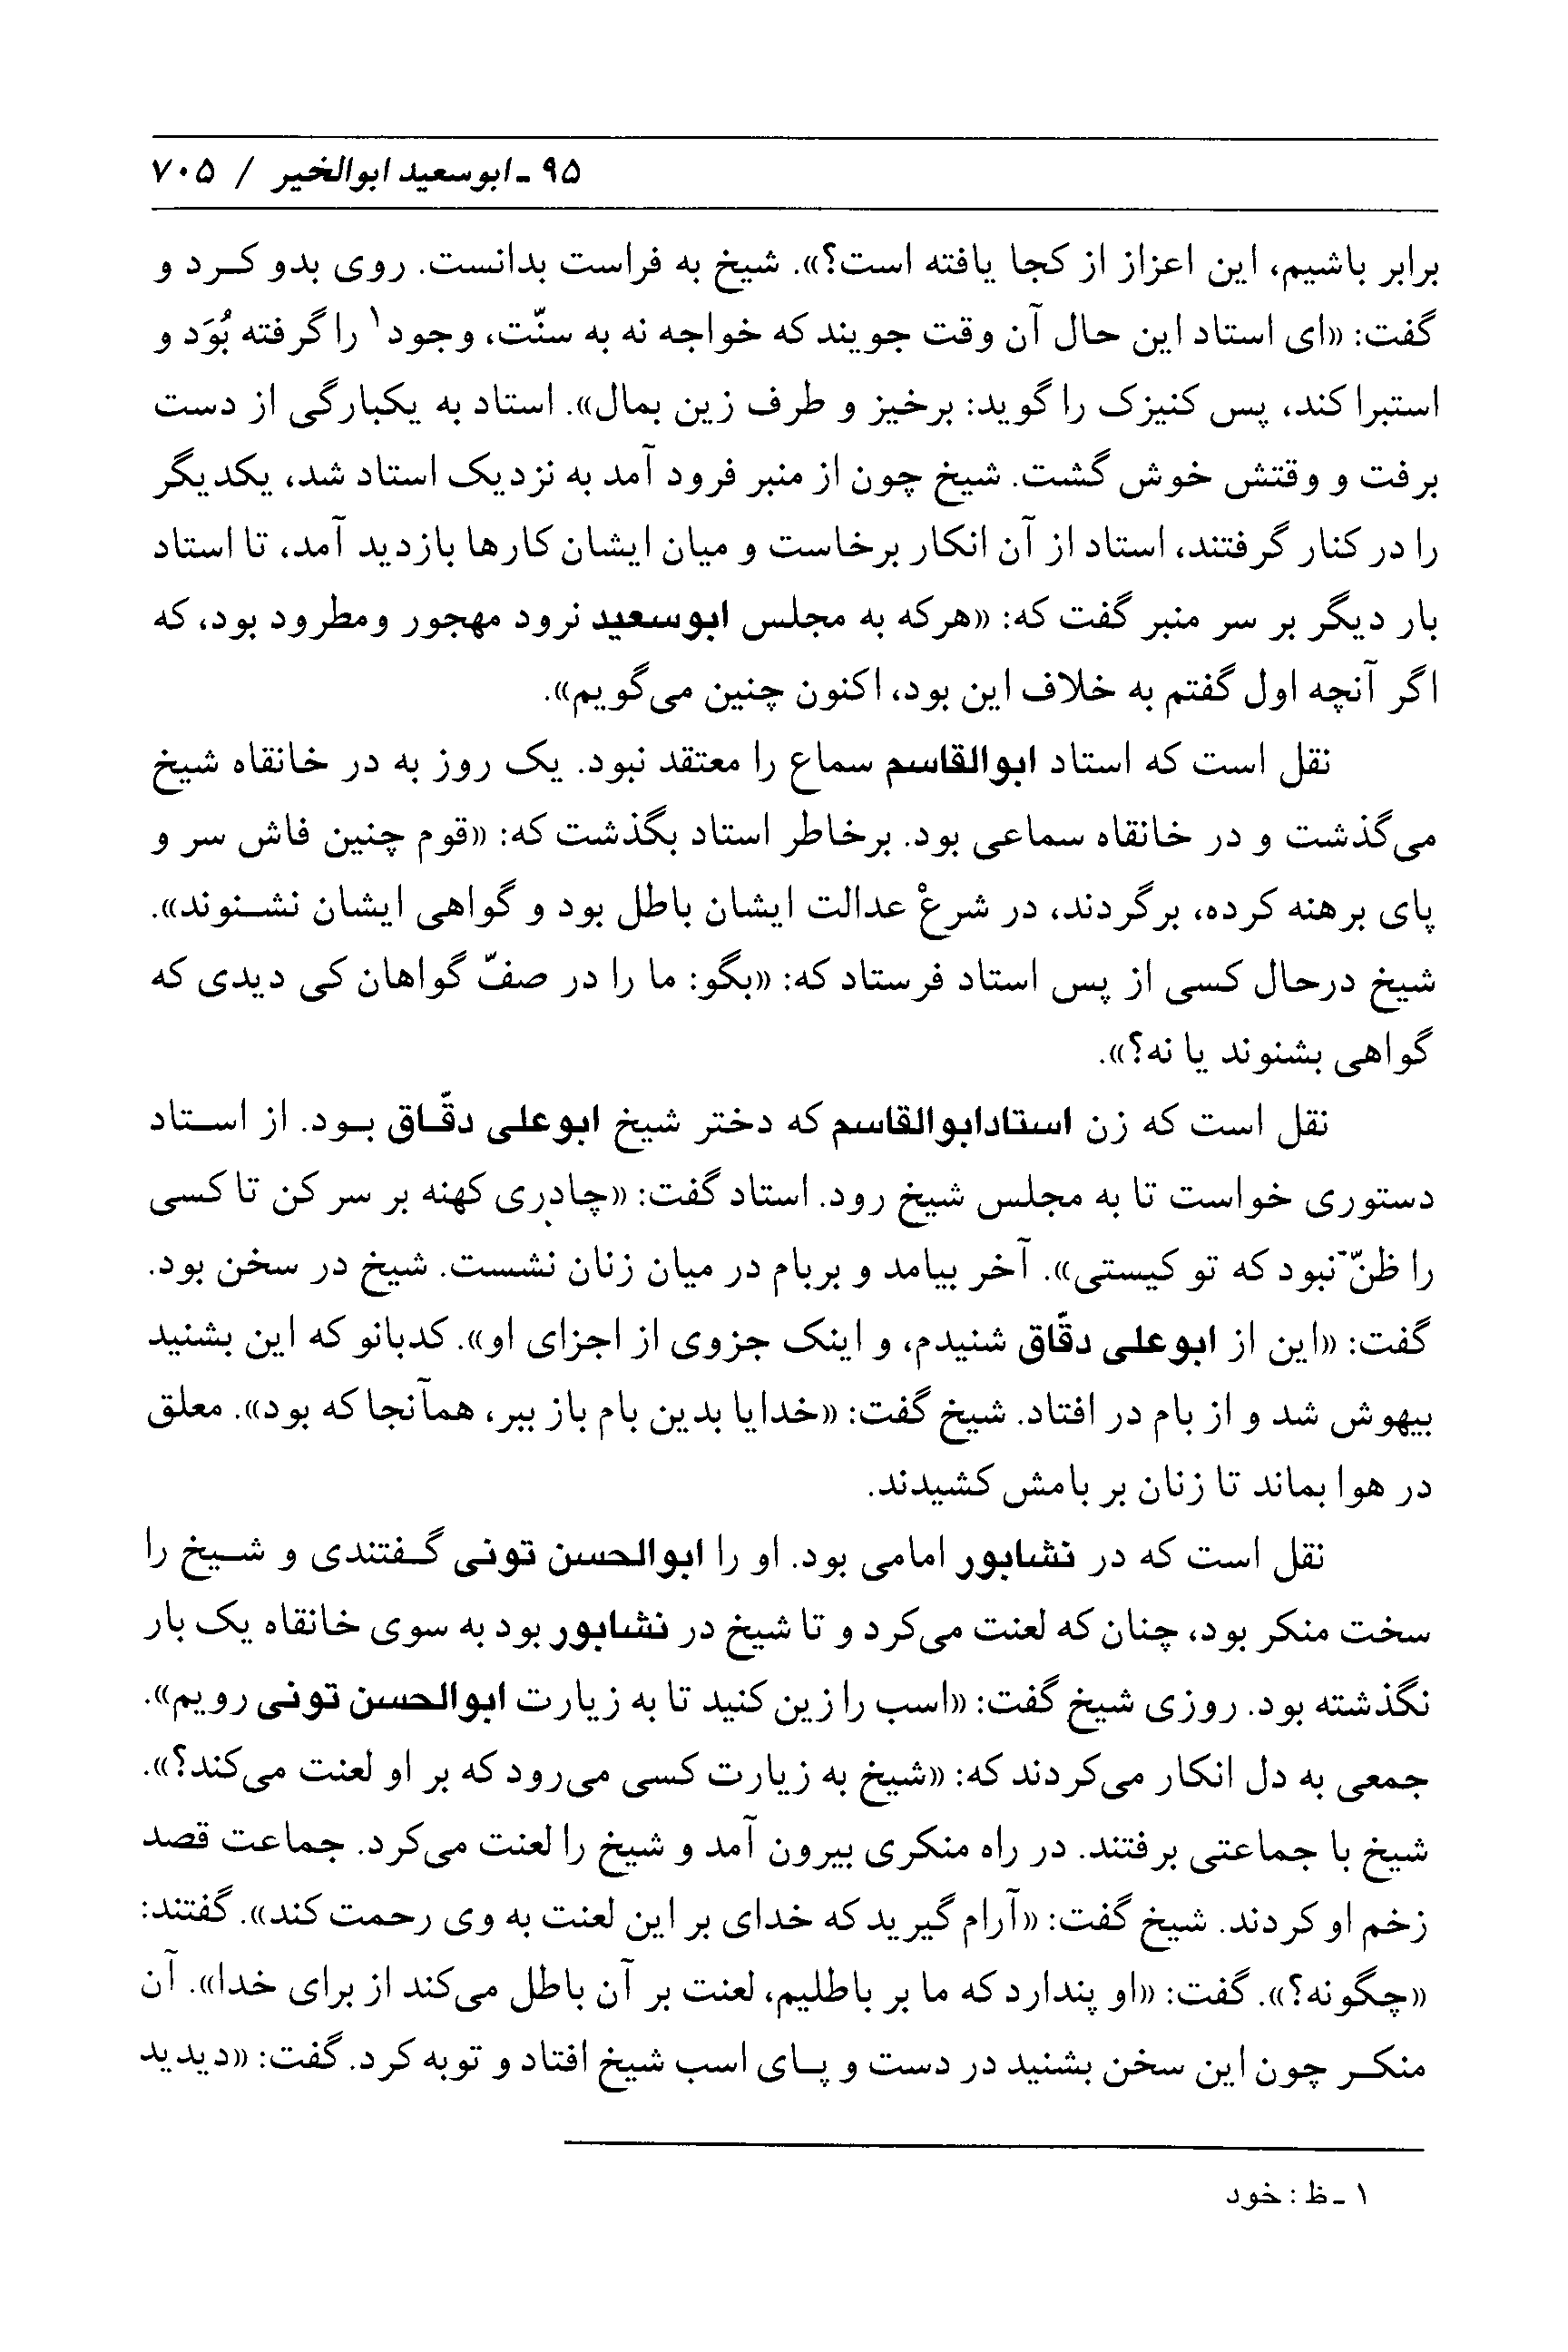 ۹۵ ـ ابوسعید ابوالخیر / ۷۰۵
برابر باشیم، این اعزاز از کجا یافته است؟». شیخ به فراست بدانست. روی بدو کـرد و
گفت: «ای استاد این حال آن وقت جویند که خواجه نه به سنّت، وجود۱ را گرفته بُوَد و
استبرا کند، پس کنیزک را گوید: برخیز و طرف زین بمال». استاد به یکبارگی از دست
برفت و وقتش خوش گشت. شیخ چون از منبر فرود آمد به نزدیک استاد شد، یکدیگر
را در کنار گرفتند، استاد از آن انکار برخاست و میان ایشان کارها بازدید آمد، تا استاد
بار دیگر بر سر منبر گفت که: «هرکه به مجلس ابوسعید نرود مهجور ومطرود بود، که
اگر آنچه اول گفتم به خلاف این بود، اکنون چنین می‌گویم».
نقل است که استاد ابوالقاسم سماع را معتقد نبود. یک روز به در خانقاه شیخ
می‌گذشت و در خانقاه سماعی بود. برخاطر استاد بگذشت که: «قوم چنین فاش سر و
پای برهنه کرده، برگردند، در شرعْ عدالت ایشان باطل بود و گواهی ایشان نشـنوند».
شیخ درحال کسی از پس استاد فرستاد که: «بگو: ما را در صفّ گواهان کی دیدی که
گواهی بشنوند یا نه؟».
نقل است که زن استادابوالقاسم که دختر شیخ ابوعلی دقّـاق بـود. از اسـتاد
دستوری خواست تا به مجلس شیخ رود. استاد گفت: «چادری کهنه بر سر کن تا کسی
را ظنّ نبود که تو کیستی». آخر بیامد و بربام در میان زنان نشست. شیخ در سخن بود.
گفت: «این از ابوعلی دقّاق شنیدم، و اینک جزوی از اجزای او». کدبانو که این بشنید
بیهوش شد و از بام در افتاد. شیخ گفت: «خدایا بدین بام باز ببر، همآنجا که بود». معلق
در هوا بماند تا زنان بر بامش کشیدند.
نقل است که در نشابور امامی بود. او را ابوالحسن تونی گـفتندی و شـیخ را
سخت منکر بود، چنان که لعنت می‌کرد و تا شیخ در نشابور بود به سوی خانقاه یک بار
نگذشته بود. روزی شیخ گفت: «اسب را زین کنید تا به زیارت ابوالحسن تونی رویم».
جمعی به دل انکار می‌کردند که: «شیخ به زیارت کسی می‌رود که بر او لعنت می‌کند؟».
شیخ با جماعتی برفتند. در راه منکری بیرون آمد و شیخ را لعنت می‌کرد. جماعت قصد
زخم او کردند. شیخ گفت: «آرام گیرید که خدای بر این لعنت به وی رحمت کند». گفتند:
«چگونه؟». گفت: «او پندارد که ما بر باطلیم، لعنت بر آن باطل می‌کند از برای خدا». آن
منکـر چون این سخن بشنید در دست و پـای اسب شیخ افتاد و توبه کرد. گفت: «دیدید
۱ ـ ظ : خود